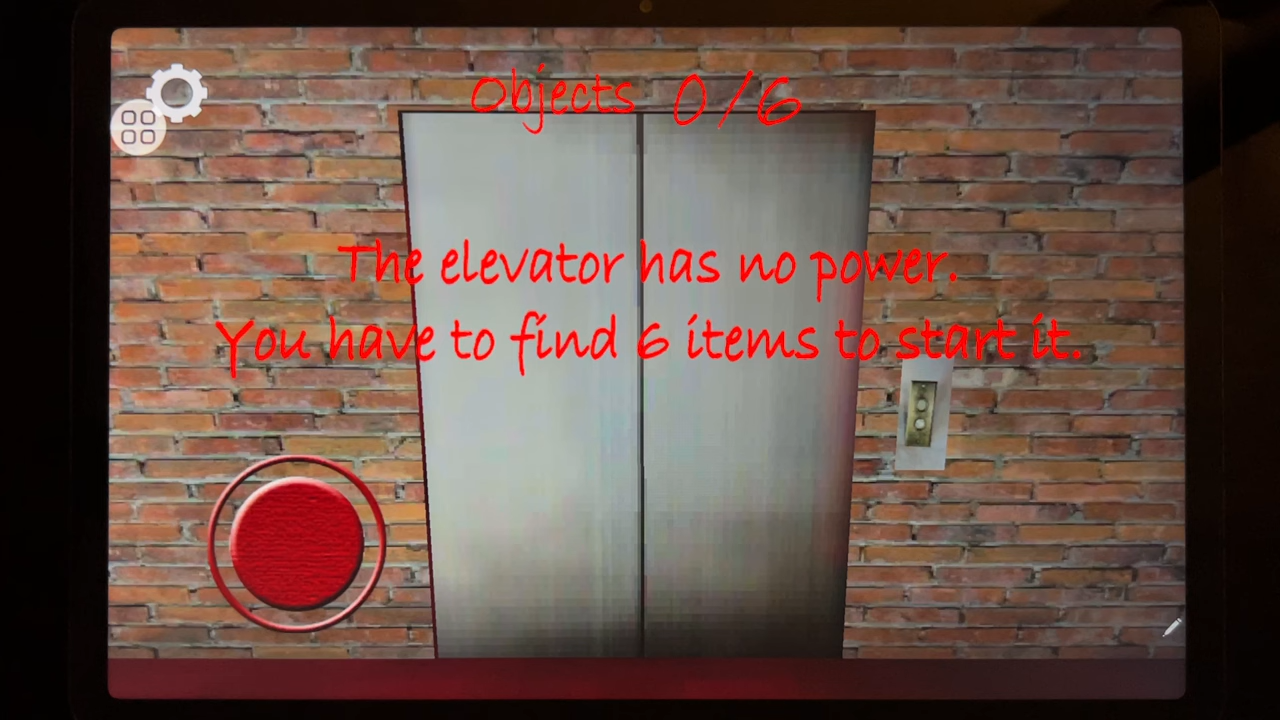 Objects 0/6
The elevator has no power.
You have to find 6 items to start it.